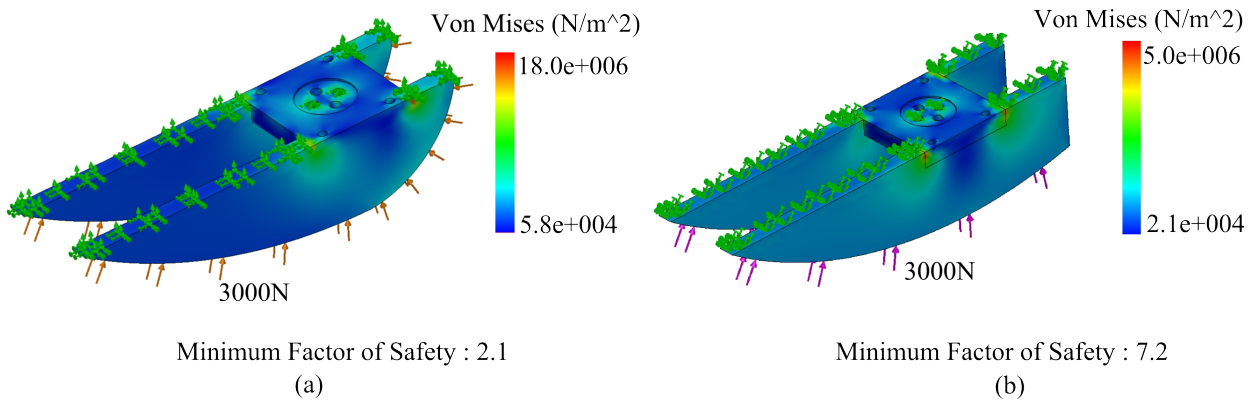 Von Mises (N/m^2)
18.0e+006
5.8e+004
3000N
Minimum Factor of Safety : 2.1
(a)
Von Mises (N/m^2)
5.0e+006
2.1e+004
3000N
Minimum Factor of Safety : 7.2
(b)